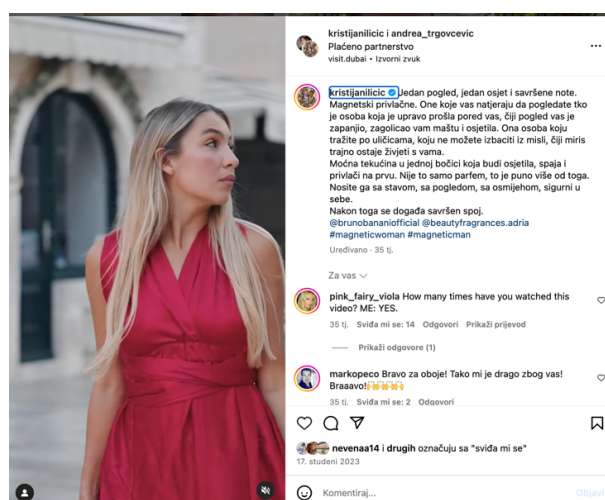 kristijanilicic i andrea_trgovcevic
Plaćeno partnerstvo
visit.dubai • Izvorni zvuk
kristijanilicic Jedan pogled, jedan osjet i savršene note.
Magnetski privlačne. One koje vas natjeraju da pogledate tko
je osoba koja je upravo prošla pored vas, čiji pogled vas je
zapanjio, zagolicao vam maštu i osjetila. Ona osoba koju
tražite po uličicama, koju ne možete izbaciti iz misli, čiji miris
trajno ostaje živjeti s vama.
Moćna tekućina u jednoj bočici koja budi osjetila, spaja i
privlači na prvu. Nije to samo parfem, to je puno više od toga.
Nosite ga sa stavom, sa pogledom, sa osmijehom, sigurni u
sebe.
Nakon toga se događa savršen spoj.
@brunobananiofficial @beautyfragrances.adria
#magneticwoman #magneticman
Uređivano · 35 tj.
Za vas
pink_fairy_viola How many times have you watched this
video? ME: YES.
35 tj. Sviđa mi se: 14 Odgovori Prikaži prijevod
Prikaži odgovore (1)
markopeco Bravo za oboje! Tako mi je drago zbog vas!
Braaavo!🙌🙌🙌
35 tj. Sviđa mi se: 2 Odgovori
nevenaa14 i drugih označuju sa "sviđa mi se"
17. studeni 2023
Komentiraj...
Objavi